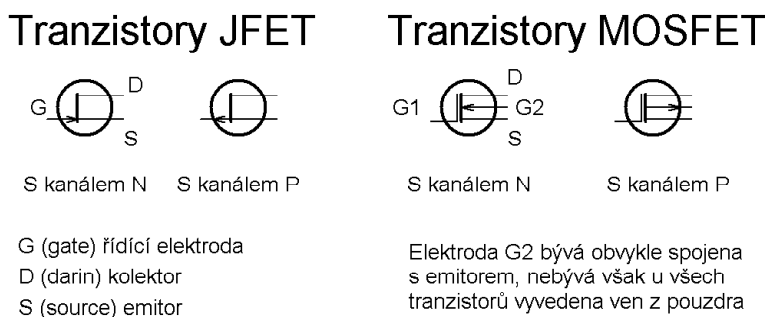 Tranzistory JFET
D
G
S
S kanálem N
S kanálem P
G (gate) řídící elektroda
D (darin) kolektor
S (source) emitor
Tranzistory MOSFET
D
G1
G2
S
S kanálem N
S kanálem P
Elektroda G2 bývá obvykle spojena
s emitorem, nebývá však u všech
tranzistorů vyvedena ven z pouzdra